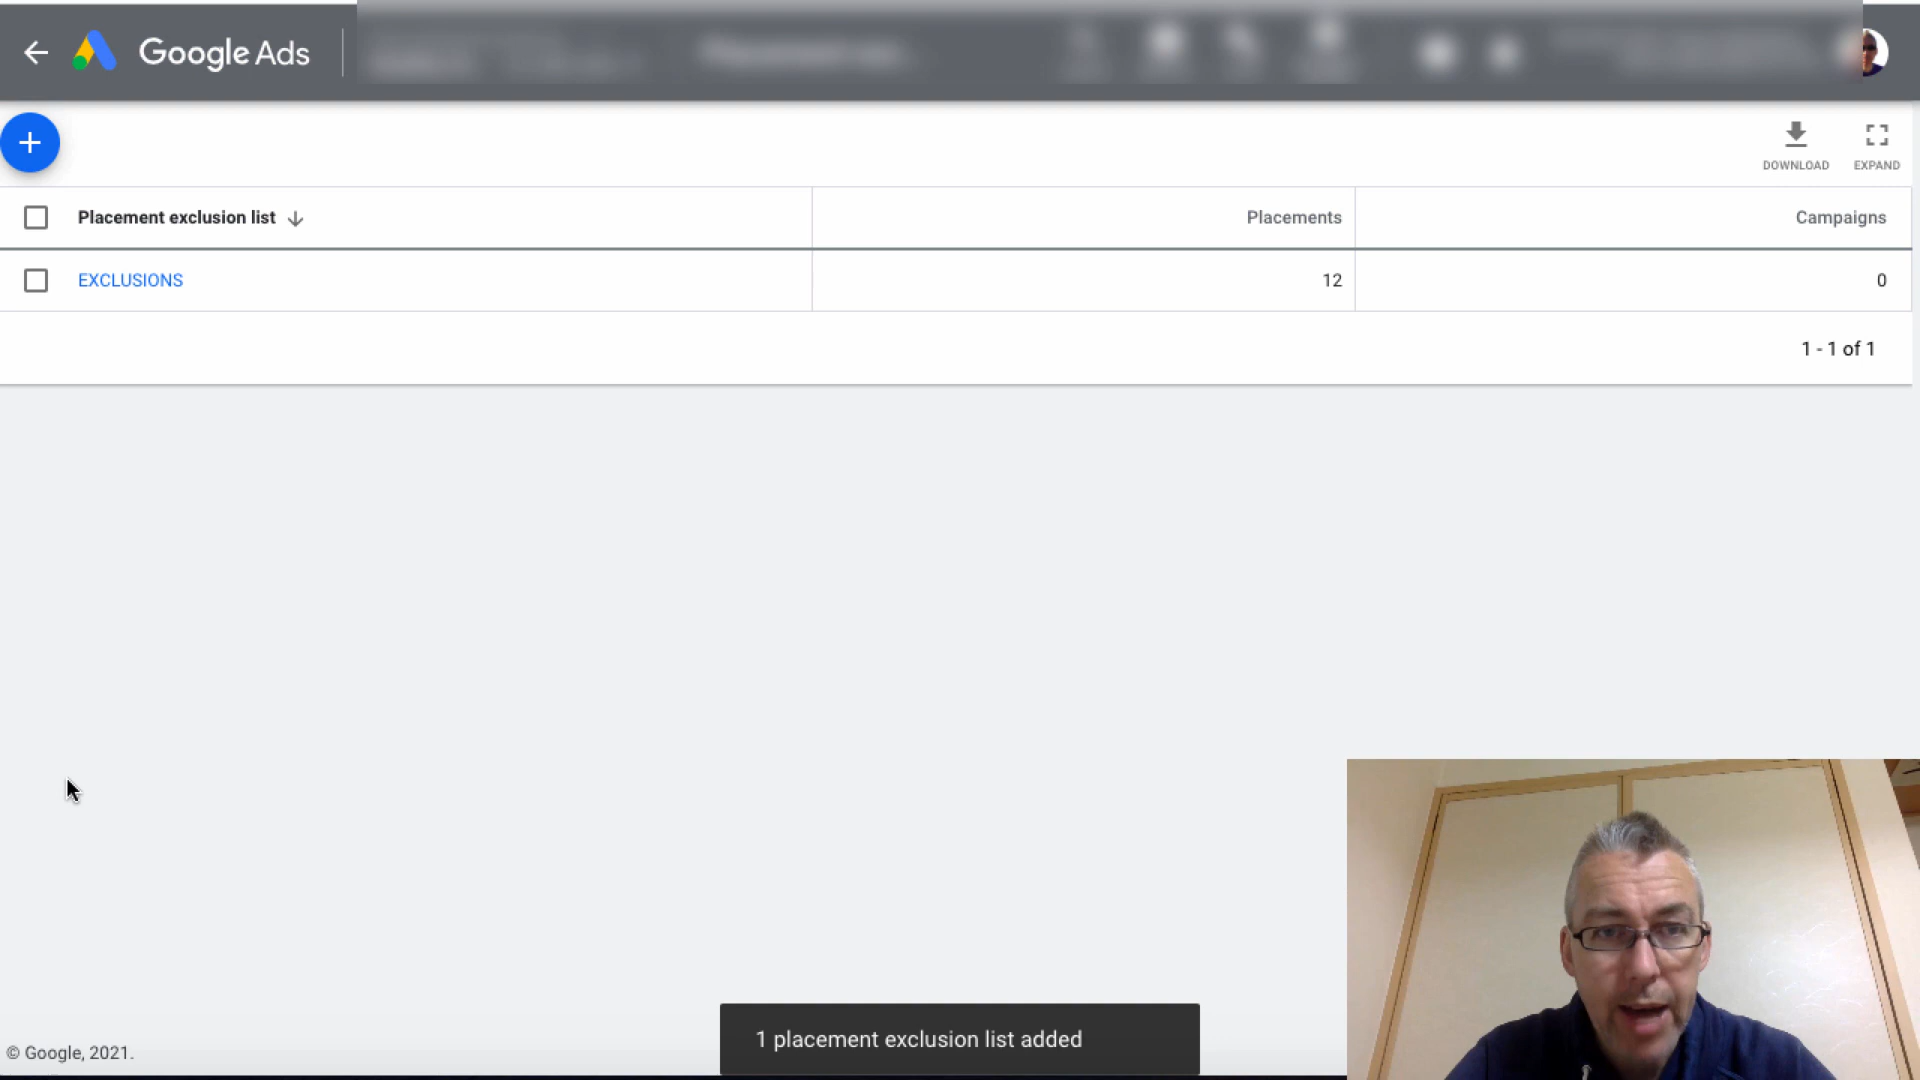 Google Ads
DOWNLOAD
EXPAND
Placement exclusion list
Placements
Campaigns
EXCLUSIONS
12
0
1 - 1 of 1
1 placement exclusion list added
© Google, 2021.